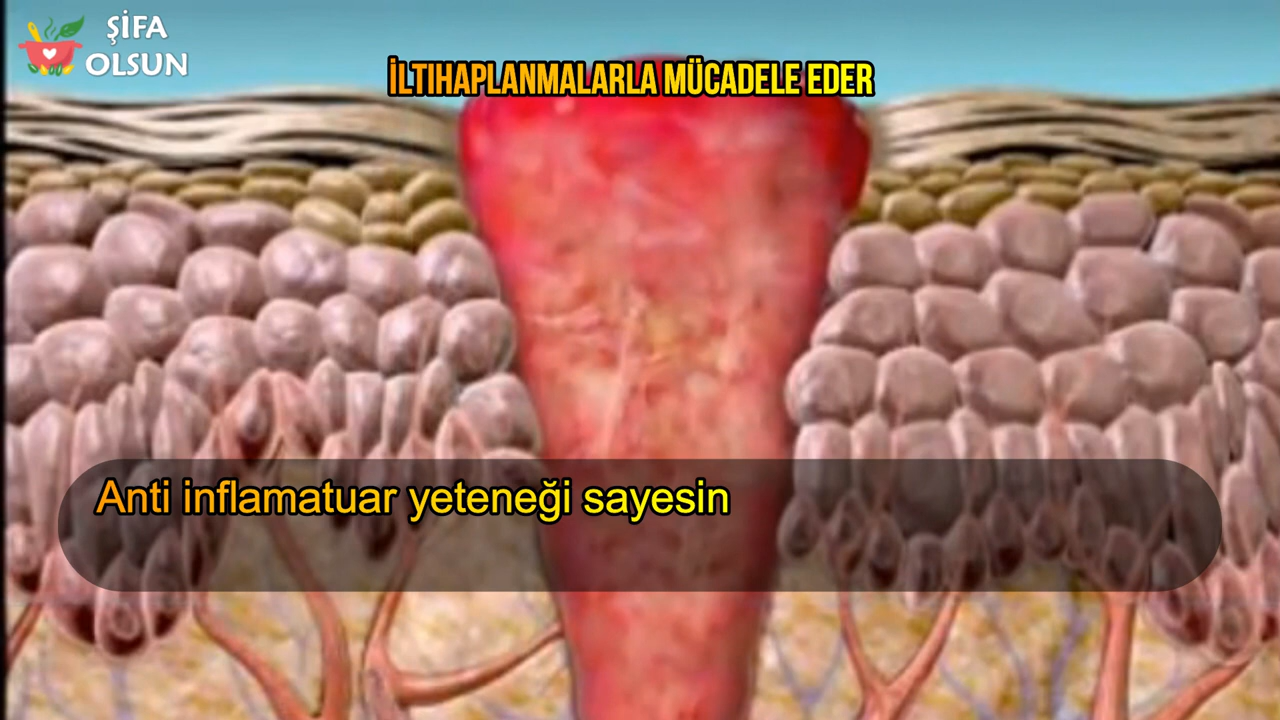 ŞİFA
OLSUN
İLTIHAPLANMALARLA MÜCADELE EDER
Anti inflamatuar yeteneği sayesin